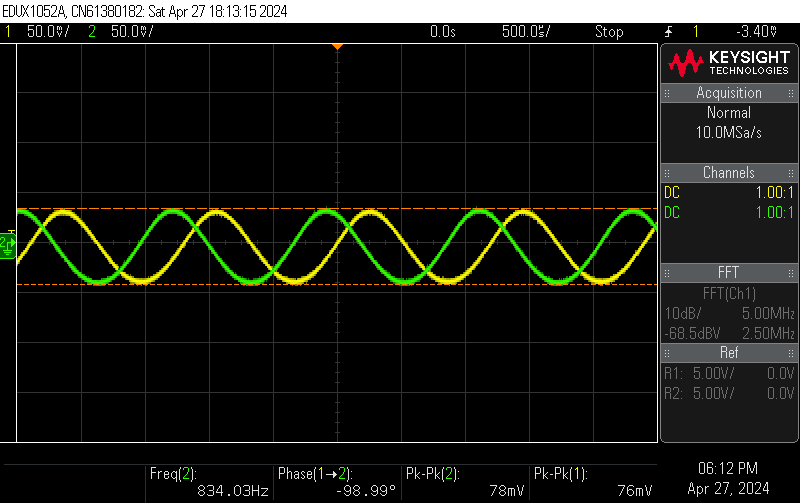 EDUX1052A, CN61380182: Sat Apr 27 18:13:15 2024
1 50.0V/ 2 50.0V/ 0.0s 500.0s/ Stop 1 -3.40V
KEYSIGHT
TECHNOLOGIES
Acquisition
Normal
10.0MSa/s
Channels
DC 1.00:1
DC 1.00:1
FFT
FFT(Ch1)
10dB/ 5.00MHz
-68.5dBV 2.50MHz
Ref
R1: 5.00V/ 0.0V
R2: 5.00V/ 0.0V
2
Freq(2): Phase(1→2): Pk-Pk(2): Pk-Pk(1):
834.03Hz -98.99° 78mV 76mV
06:12 PM
Apr 27, 2024